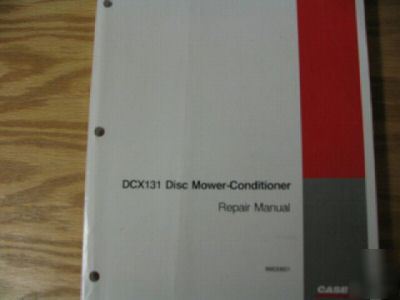 DCX131 Disc Mower-Conditioner
Repair Manual
CASE